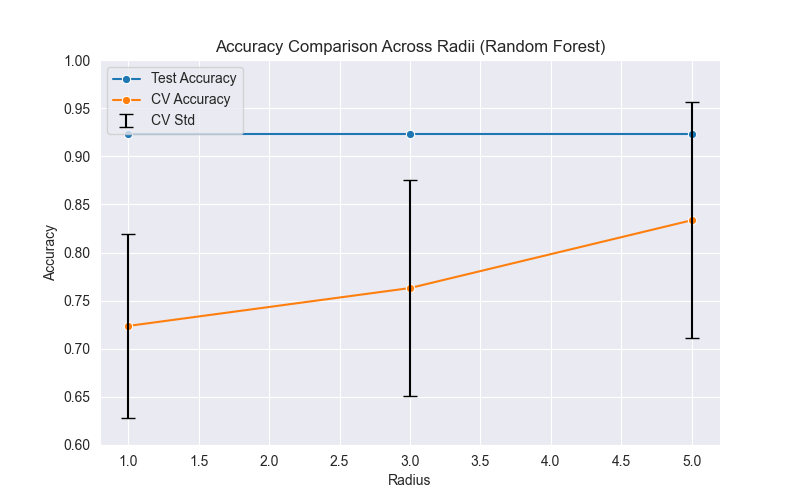 Accuracy Comparison Across Radii (Random Forest)
Test Accuracy
CV Accuracy
CV Std
1.00
0.95
0.90
0.85
0.80
0.75
0.70
0.65
0.60
Accuracy
1.0 1.5 2.0 2.5 3.0 3.5 4.0 4.5 5.0
Radius